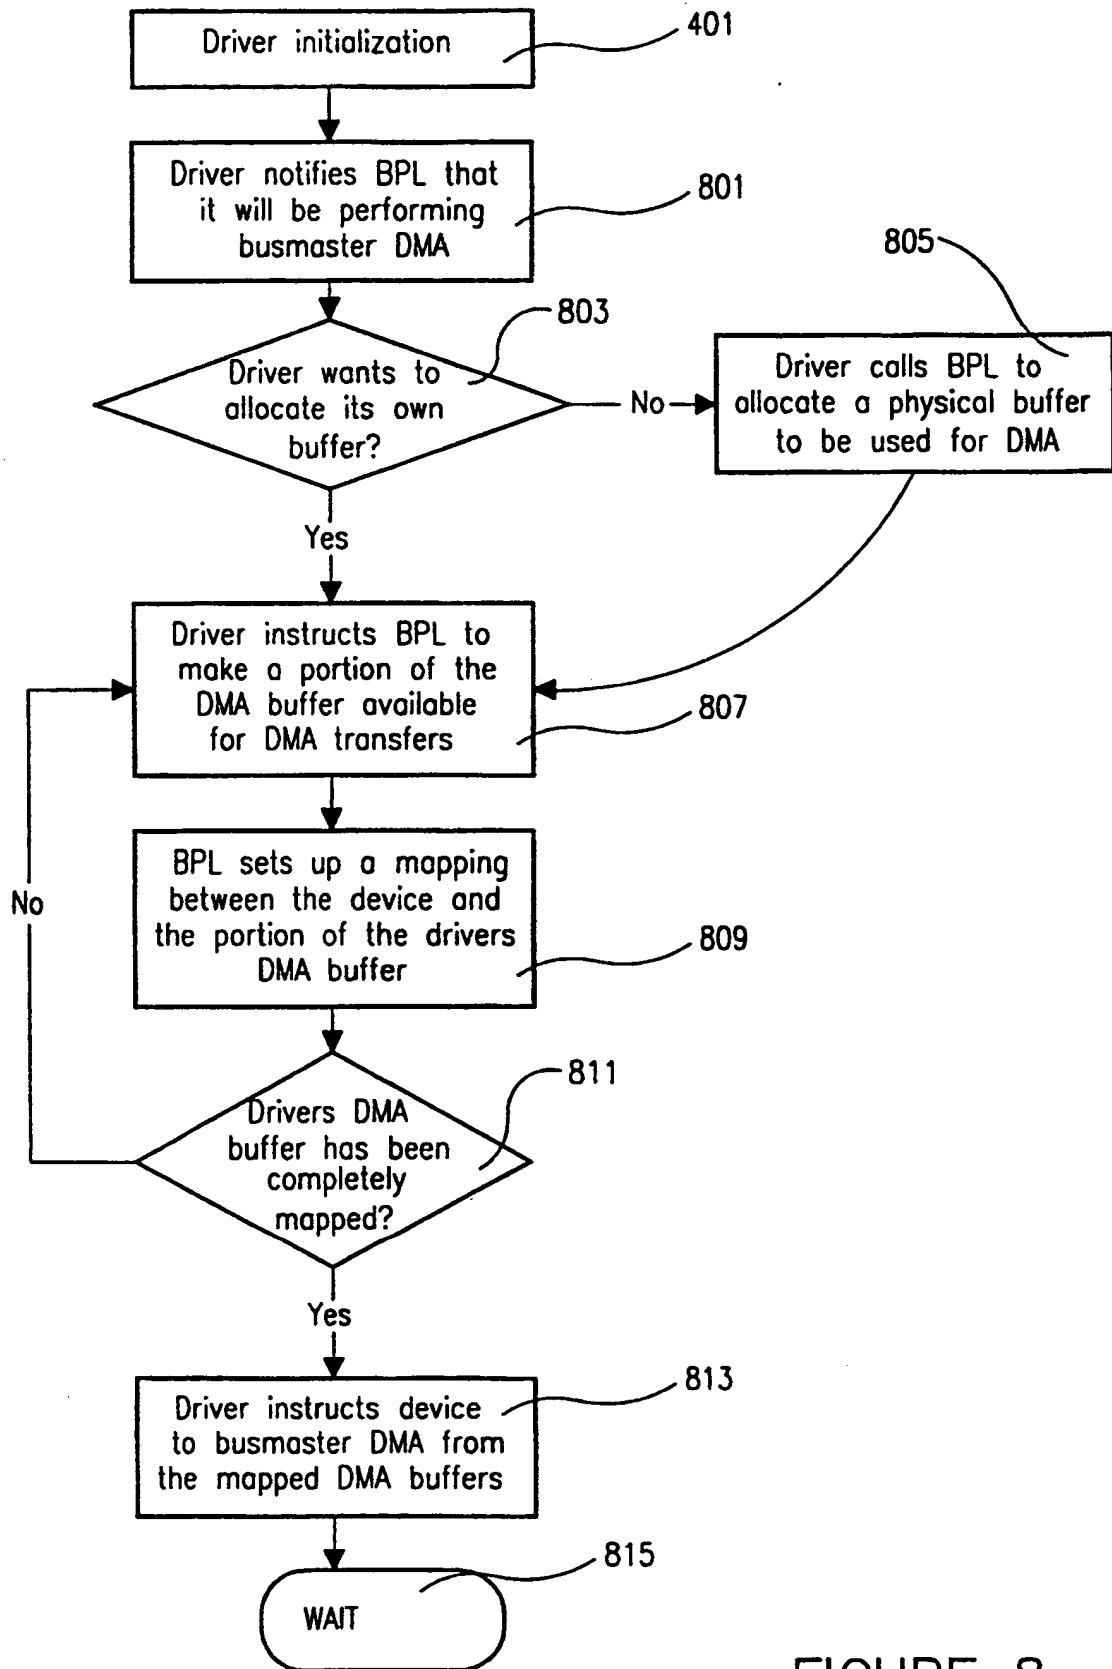 Driver initialization
401
Driver notifies BPL that
it will be performing
busmaster DMA
801
803
Driver wants to
allocate its own
buffer?
No
805
Driver calls BPL to
allocate a physical buffer
to be used for DMA
Yes
Driver instructs BPL to
make a portion of the
DMA buffer available
for DMA transfers
807
BPL sets up a mapping
between the device and
the portion of the drivers
DMA buffer
809
No
811
Drivers DMA
buffer has been
completely
mapped?
Yes
Driver instructs device
to busmaster DMA from
the mapped DMA buffers
813
WAIT
815
FIGURE 8